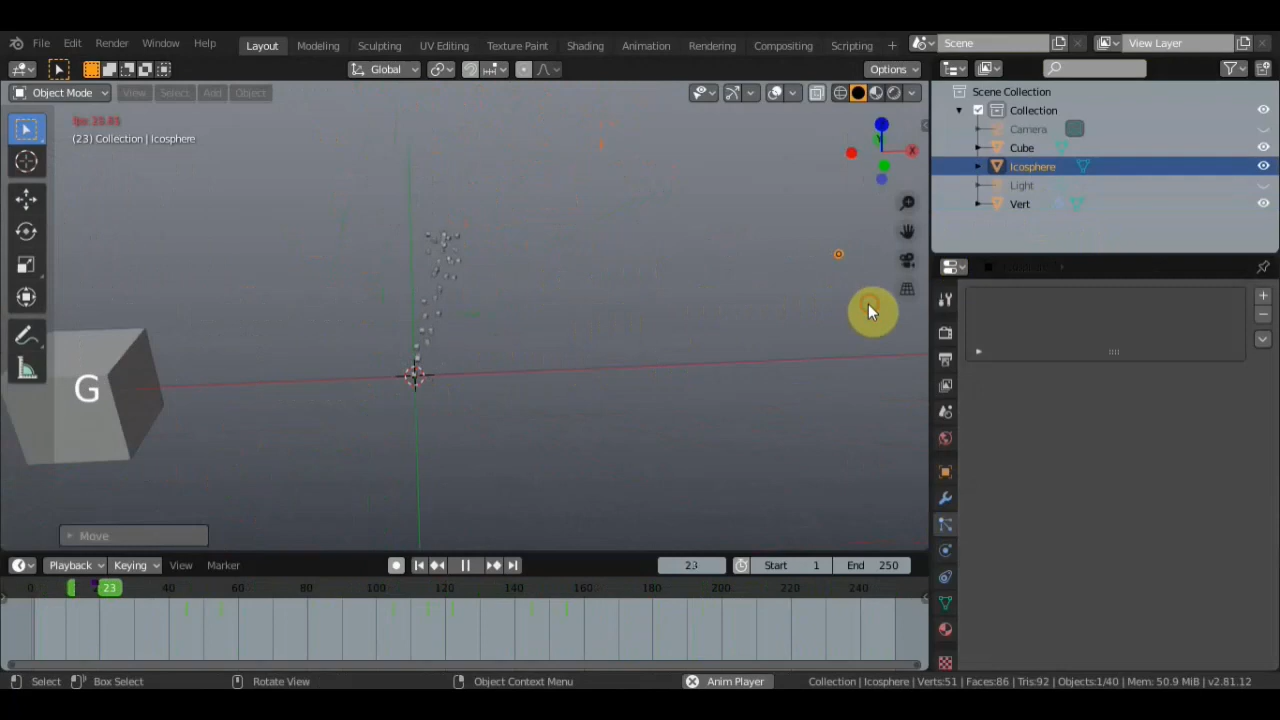 File Edit Render Window Help Layout Modeling Sculpting UV Editing Texture Paint Shading Animation Rendering Compositing Scripting + Scene View Layer
Global Options
Object Mode View Select Add Object
Scene Collection
Collection
Camera
Cube
Icosphere
Light
Vert
(23) Collection | Icosphere
X
G
Move
Playback Keying View Marker 23 Start 1 End 250
0 23 40 60 80 100 120 140 160 180 200 220 240
Select Box Select Rotate View Object Context Menu Anim Player Collection | Icosphere | Verts:51 | Faces:86 | Tris:92 | Objects:1/40 | Mem: 50.9 MiB | v2.81.12